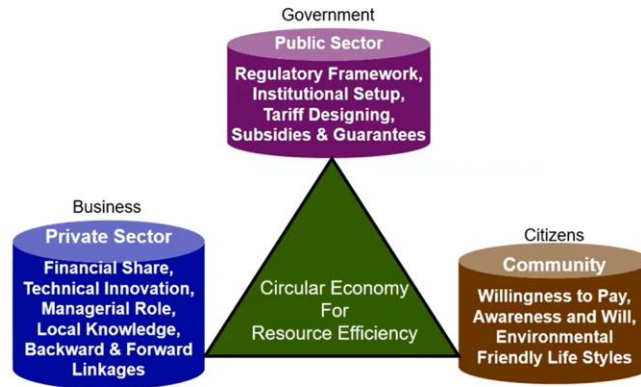 Government
Public Sector
Regulatory Framework,
Institutional Setup,
Tariff Designing,
Subsidies & Guarantees
Business
Private Sector
Financial Share,
Technical Innovation,
Managerial Role,
Local Knowledge,
Backward & Forward
Linkages
Circular Economy
For
Resource Efficiency
Citizens
Community
Willingness to Pay,
Awareness and Will,
Environmental
Friendly Life Styles